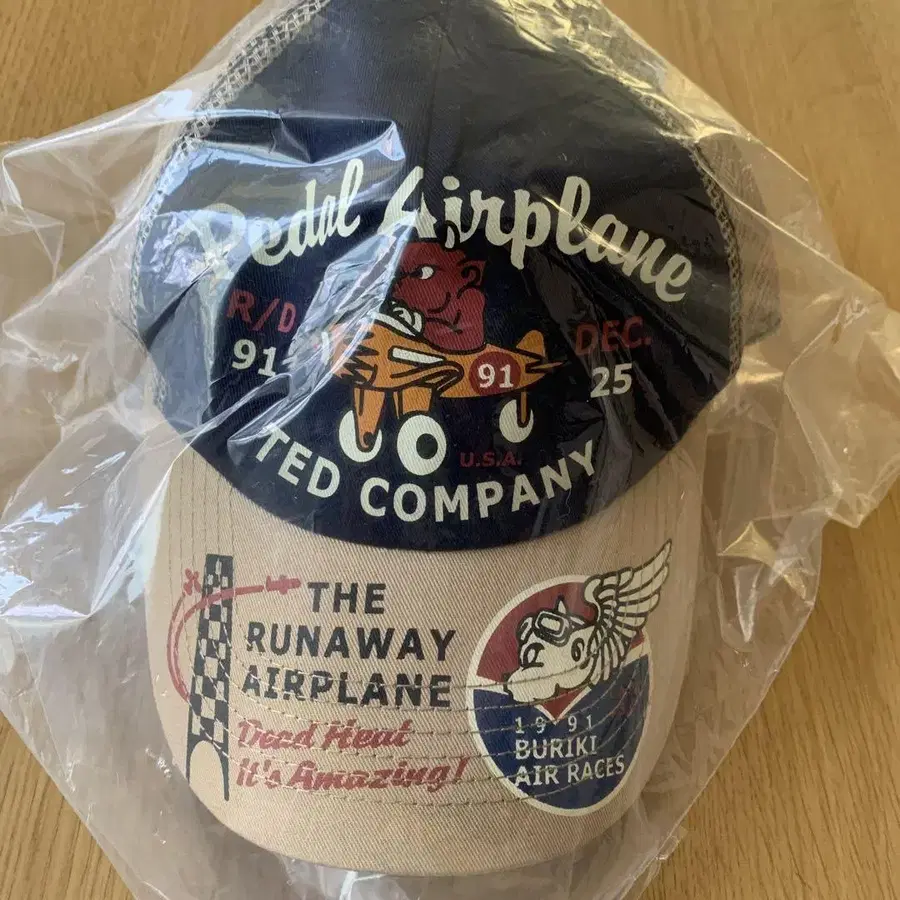 Pedal Airplane
R/D
91-
DEC.
25
91
U.S.A.
TED COMPANY
THE
RUNAWAY
AIRPLANE
Dead Heat
It's Amazing!
1991
BURIKI
AIR RACES